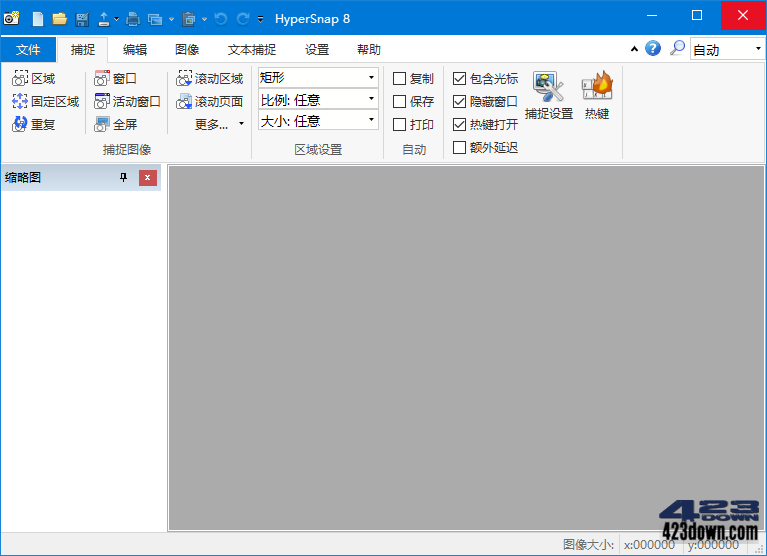 HyperSnap 8
文件 捕捉 编辑 图像 文本捕捉 设置 帮助 自动
区域 窗口 滚动区域 矩形 复制 包含光标
固定区域 活动窗口 滚动页面 比例: 任意 保存 隐藏窗口
重复 全屏 更多... 大小: 任意 打印 热键打开
捕捉设置 热键
额外延迟
捕捉图像 区域设置 自动
缩略图
423
DOWN
423down.com
图像大小: x:000000 y:000000